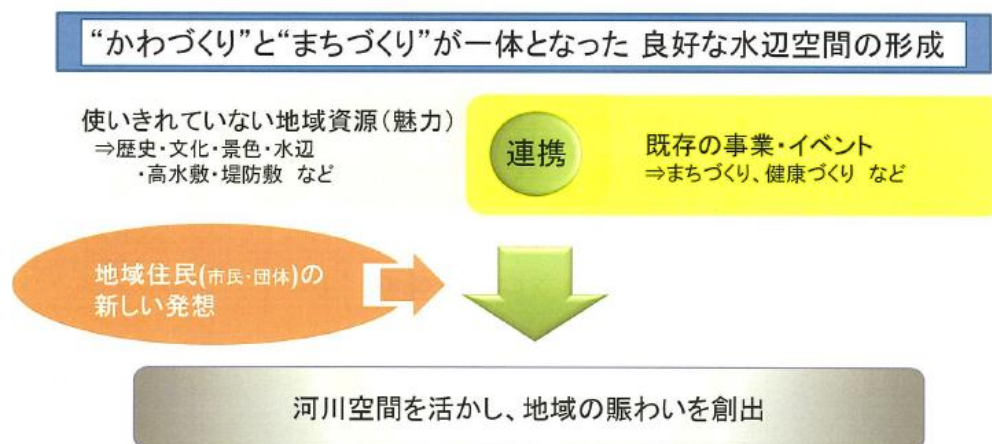 “かわづくり”と“まちづくり”が一体となった 良好な水辺空間の形成
使いきれていない地域資源（魅力）
⇒歴史・文化・景色・水辺
・高水敷・堤防敷 など
連携
既存の事業・イベント
⇒まちづくり、健康づくり など
地域住民(市民・団体)の
新しい発想
河川空間を活かし、地域の賑わいを創出